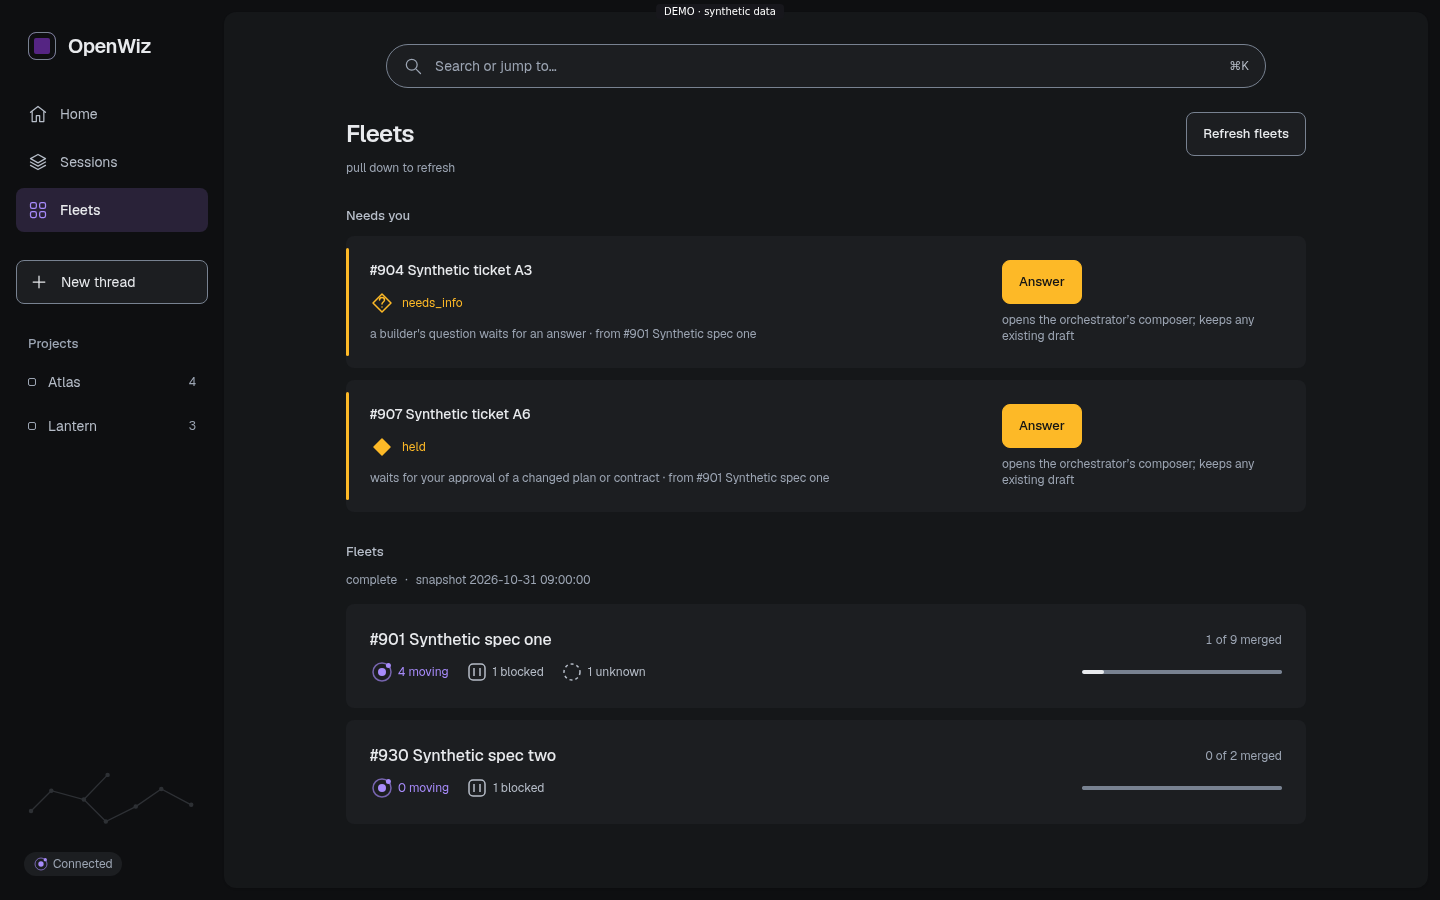 DEMO · synthetic data
OpenWiz
Search or jump to...
⌘K
Home
Sessions
Fleets
New thread
Projects
Atlas 4
Lantern 3
Connected
Fleets
Refresh fleets
pull down to refresh
Needs you
#904 Synthetic ticket A3
needs_info
a builder's question waits for an answer · from #901 Synthetic spec one
Answer
opens the orchestrator's composer; keeps any
existing draft
#907 Synthetic ticket A6
held
waits for your approval of a changed plan or contract · from #901 Synthetic spec one
Answer
opens the orchestrator's composer; keeps any
existing draft
Fleets
complete · snapshot 2026-10-31 09:00:00
#901 Synthetic spec one
1 of 9 merged
4 moving 1 blocked 1 unknown
#930 Synthetic spec two
0 of 2 merged
0 moving 1 blocked